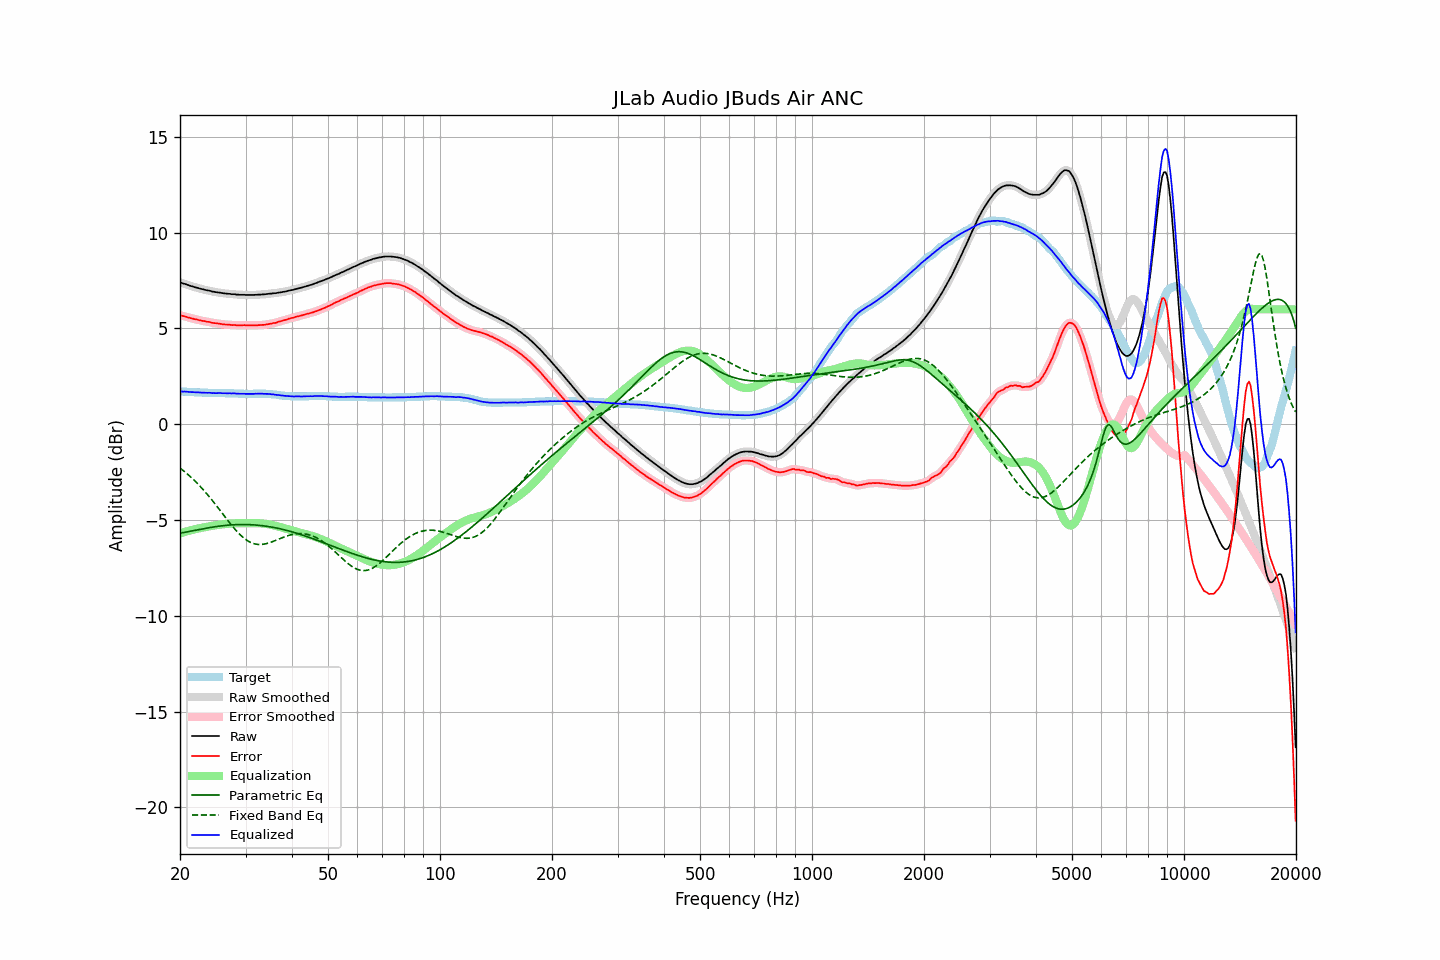 JLab Audio JBuds Air ANC
Amplitude (dBr)
15
10
5
0
−5
−10
−15
−20
Target
Raw Smoothed
Error Smoothed
Raw
Error
Equalization
Parametric Eq
Fixed Band Eq
Equalized
20 50 100 200 500 1000 2000 5000 10000 20000
Frequency (Hz)